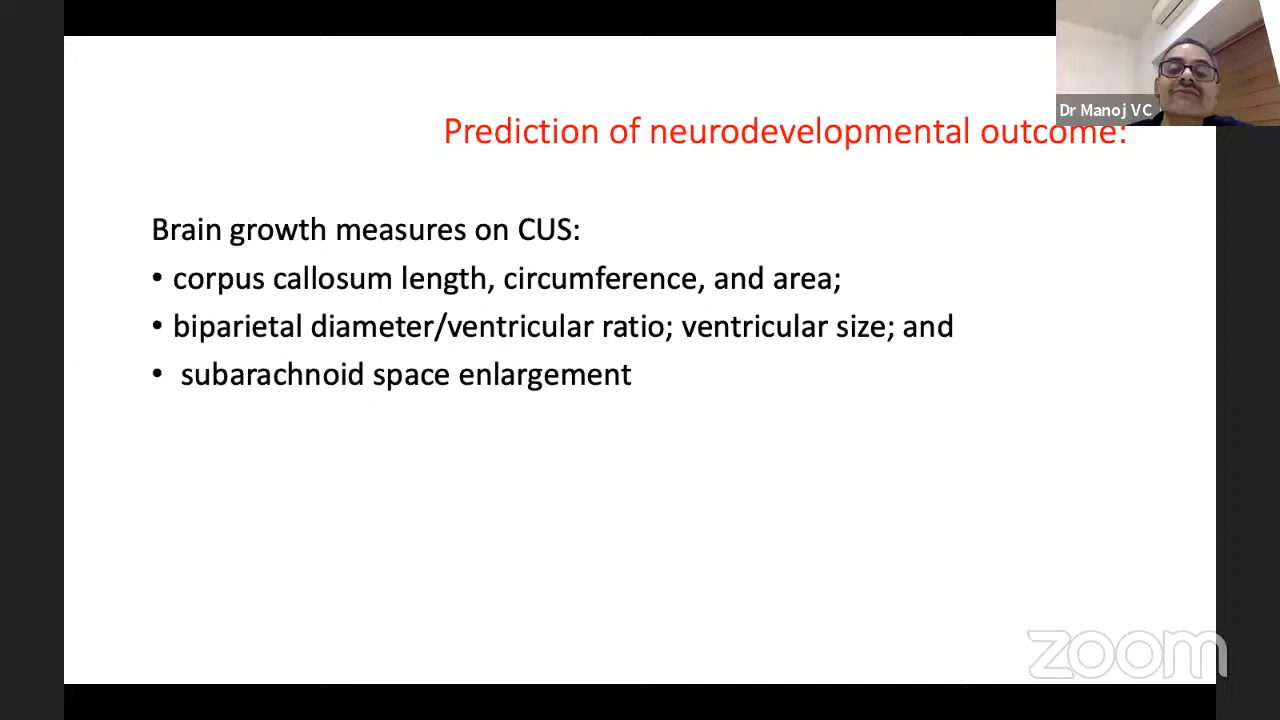 Dr Manoj VC
Prediction of neurodevelopmental outcome:
Brain growth measures on CUS:
• corpus callosum length, circumference, and area;
• biparietal diameter/ventricular ratio; ventricular size; and
• subarachnoid space enlargement
zoom